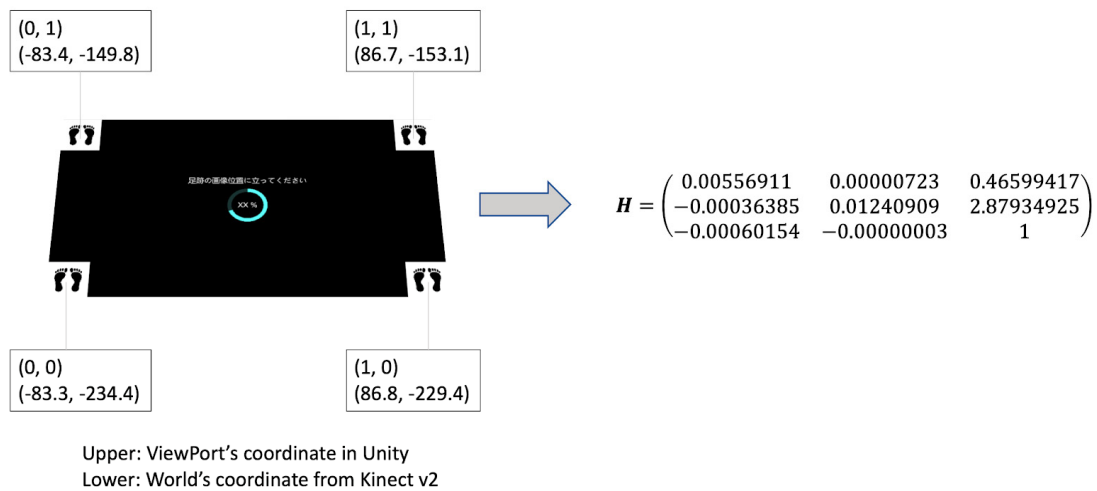 (0, 1)
(-83.4, -149.8)
(1, 1)
(86.7, -153.1)
足跡の画像位置に立ってください
XX %
H = ( 0.00556911 0.00000723 0.46599417
−0.00036385 0.01240909 2.87934925
−0.00060154 −0.00000003 1 )
(0, 0)
(-83.3, -234.4)
(1, 0)
(86.8, -229.4)
Upper: ViewPort’s coordinate in Unity
Lower: World’s coordinate from Kinect v2